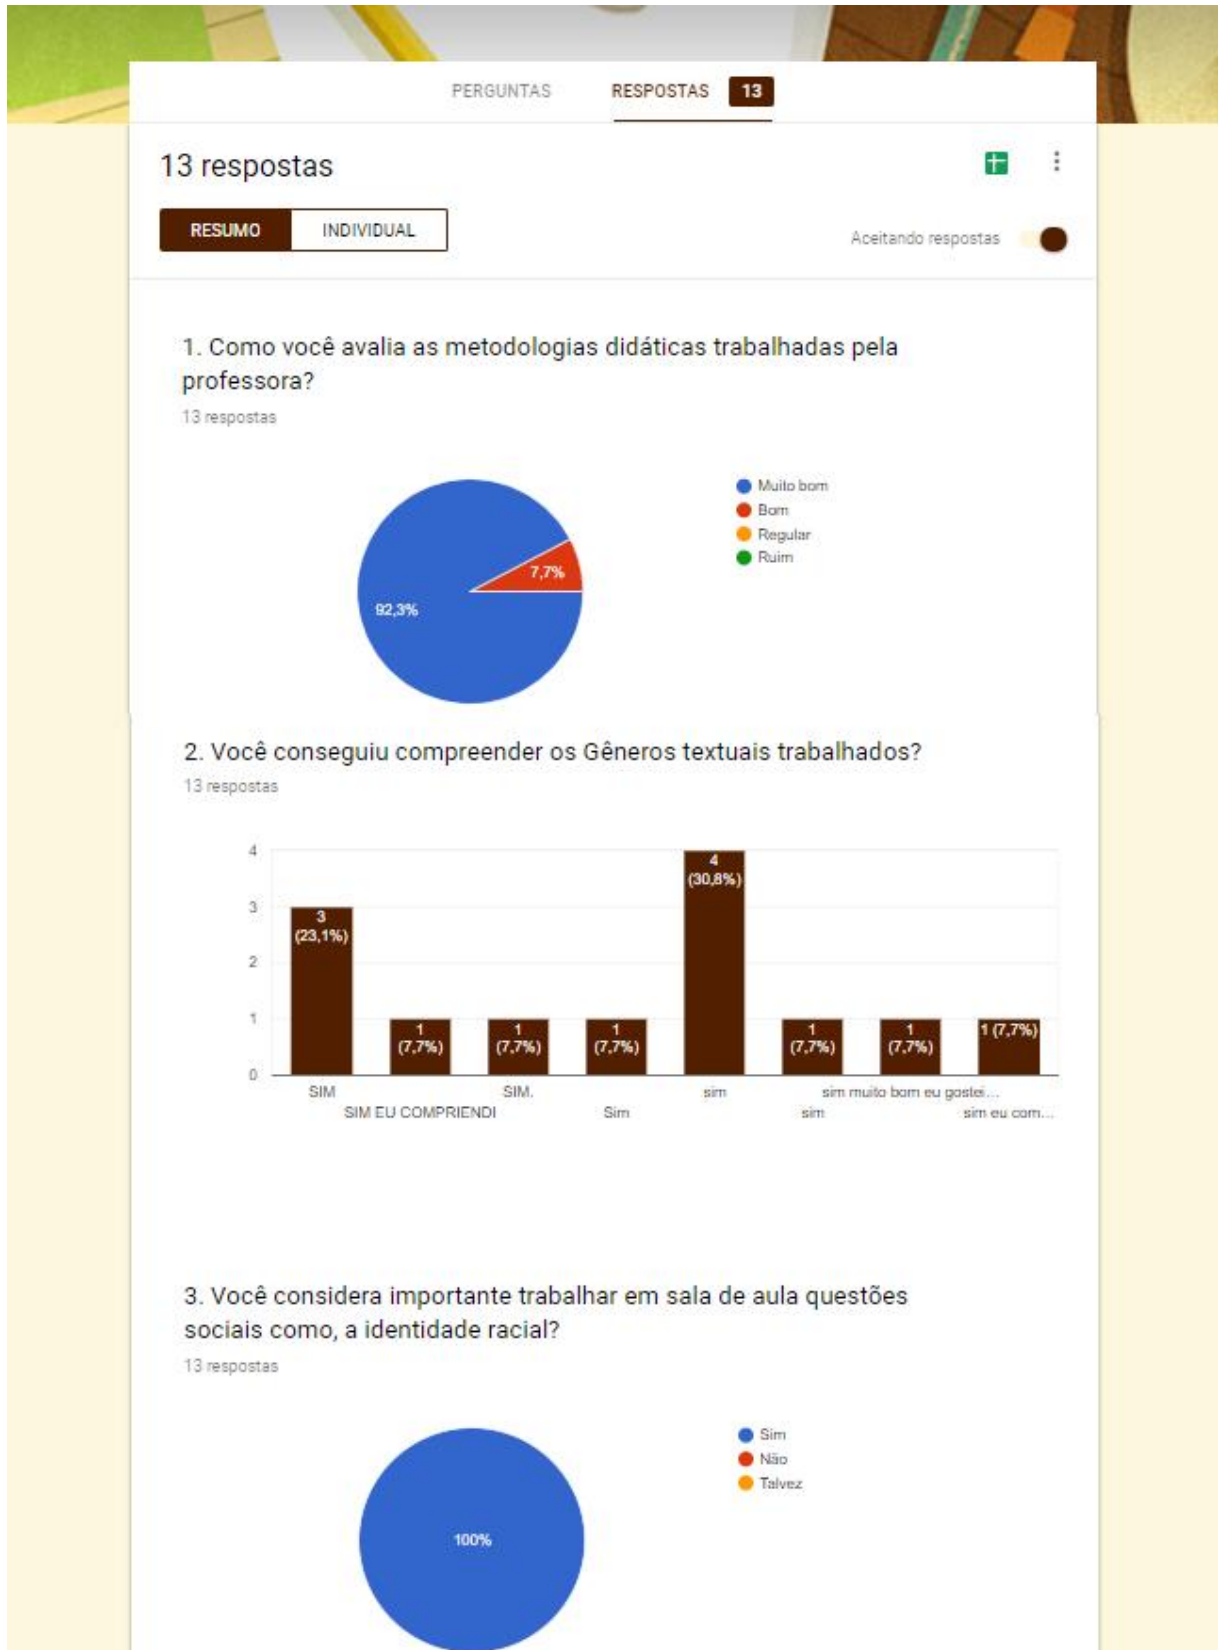 PERGUNTAS RESPOSTAS 13
13 respostas
RESUMO INDIVIDUAL
Aceitando respostas
1. Como você avalia as metodologias didáticas trabalhadas pela
professora?
13 respostas
Muito bom
Bom
Regular
Ruim
7,7%
92,3%
2. Você conseguiu compreender os Gêneros textuais trabalhados?
13 respostas
4
3
2
1
0
3
(23,1%)
1
(7,7%)
1
(7,7%)
1
(7,7%)
4
(30,8%)
1
(7,7%)
1
(7,7%)
1 (7,7%)
SIM SIM. sim sim muito bom eu gostei...
SIM EU COMPRIENDI Sim sim sim eu com...
3. Você considera importante trabalhar em sala de aula questões
sociais como, a identidade racial?
13 respostas
Sim
Não
Talvez
100%